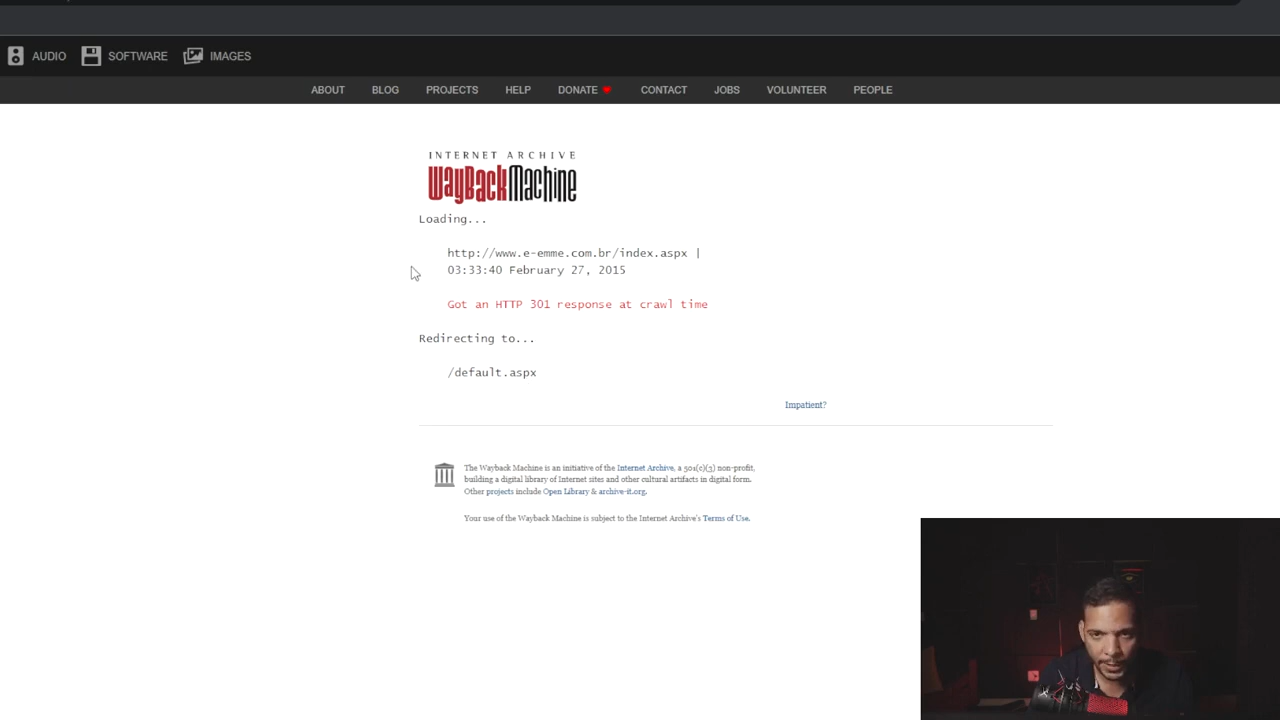 AUDIO SOFTWARE IMAGES
ABOUT BLOG PROJECTS HELP DONATE CONTACT JOBS VOLUNTEER PEOPLE
INTERNET ARCHIVE
WayBackMachine
Loading...
http://www.e-emme.com.br/index.aspx |
03:33:40 February 27, 2015
Got an HTTP 301 response at crawl time
Redirecting to...
/default.aspx
Impatient?
The Wayback Machine is an initiative of the Internet Archive, a 501(c)(3) non-profit,
building a digital library of Internet sites and other cultural artifacts in digital form.
Other projects include Open Library & archive-it.org.
Your use of the Wayback Machine is subject to the Internet Archive's Terms of Use.